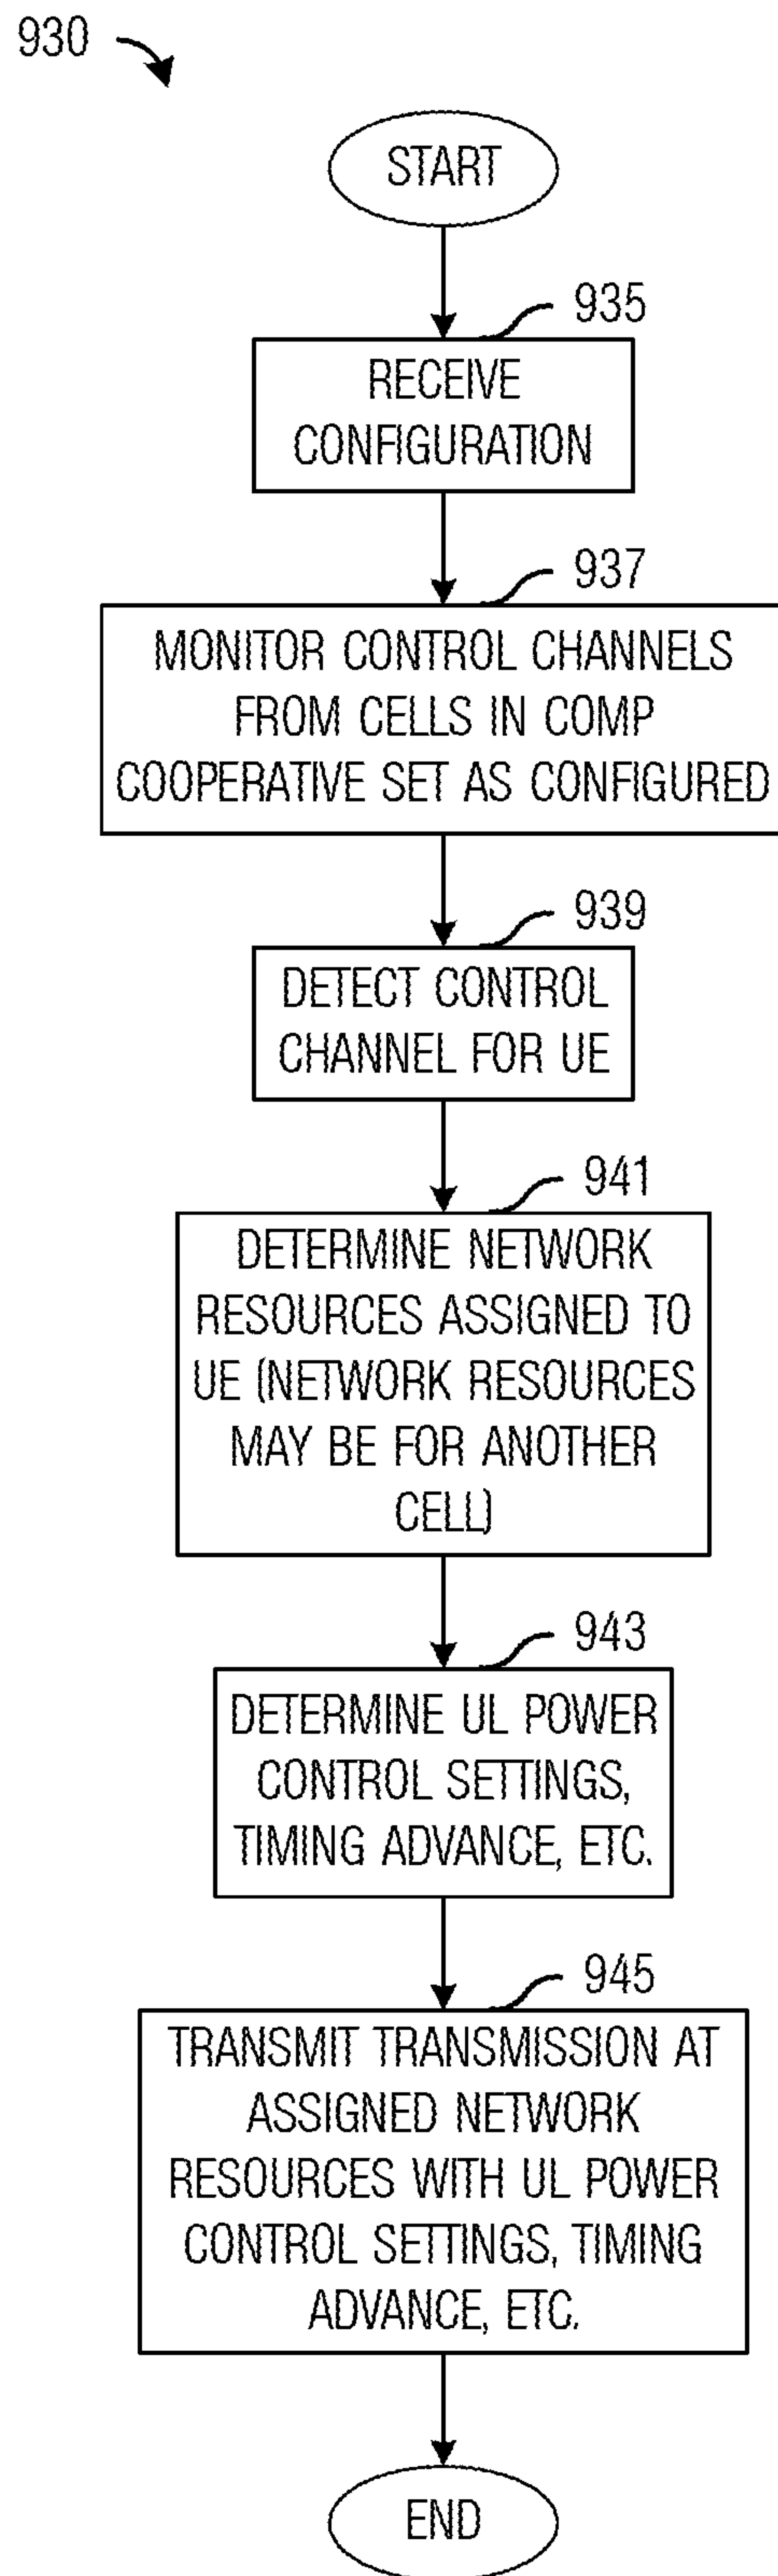 930
START
935
RECEIVE
CONFIGURATION
937
MONITOR CONTROL CHANNELS
FROM CELLS IN COMP
COOPERATIVE SET AS CONFIGURED
939
DETECT CONTROL
CHANNEL FOR UE
941
DETERMINE NETWORK
RESOURCES ASSIGNED TO
UE (NETWORK RESOURCES
MAY BE FOR ANOTHER
CELL)
943
DETERMINE UL POWER
CONTROL SETTINGS,
TIMING ADVANCE, ETC.
945
TRANSMIT TRANSMISSION AT
ASSIGNED NETWORK
RESOURCES WITH UL POWER
CONTROL SETTINGS, TIMING
ADVANCE, ETC.
END